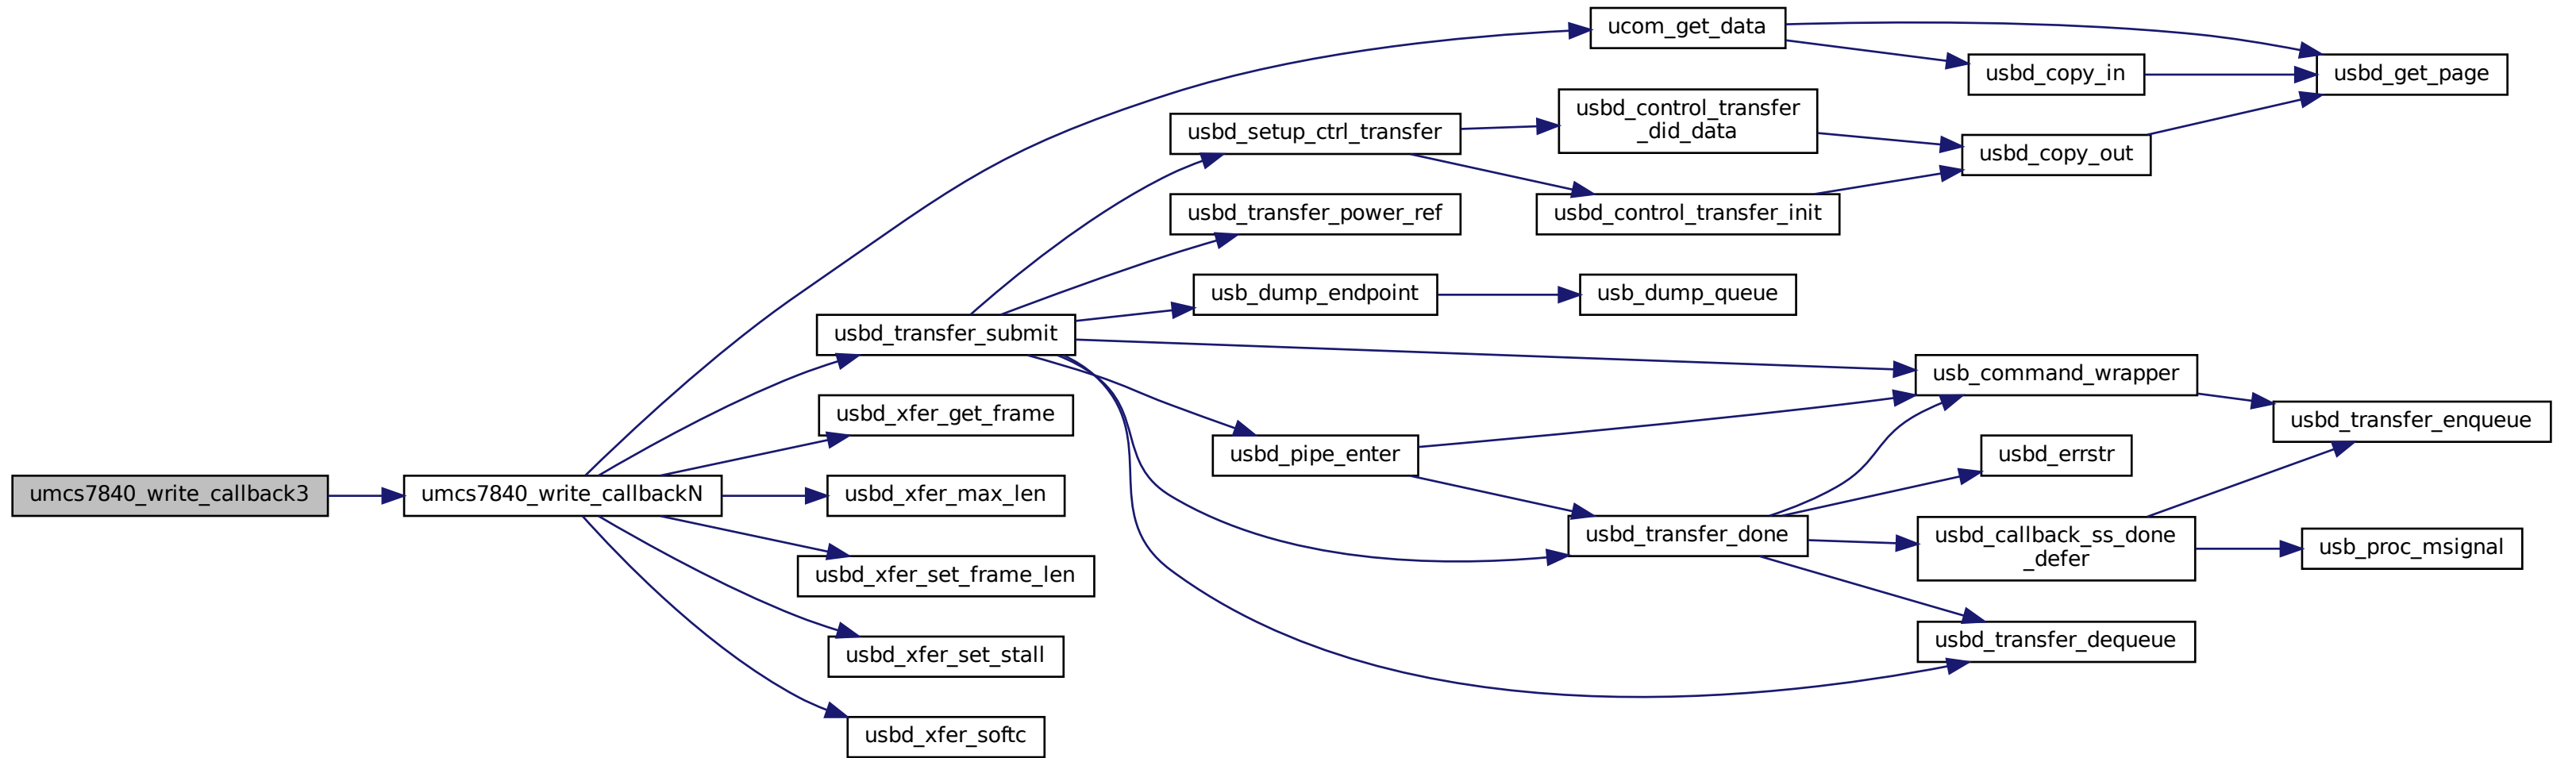 umcs7840_write_callback3
umcs7840_write_callbackN
ucom_get_data
usbd_copy_in
usbd_get_page
usbd_setup_ctrl_transfer
usbd_control_transfer
_did_data
usbd_copy_out
usbd_control_transfer_init
usbd_transfer_power_ref
usb_dump_endpoint
usb_dump_queue
usbd_transfer_submit
usb_command_wrapper
usbd_transfer_enqueue
usbd_xfer_get_frame
usbd_pipe_enter
usbd_errstr
usbd_xfer_max_len
usbd_transfer_done
usbd_callback_ss_done
_defer
usb_proc_msignal
usbd_xfer_set_frame_len
usbd_transfer_dequeue
usbd_xfer_set_stall
usbd_xfer_softc